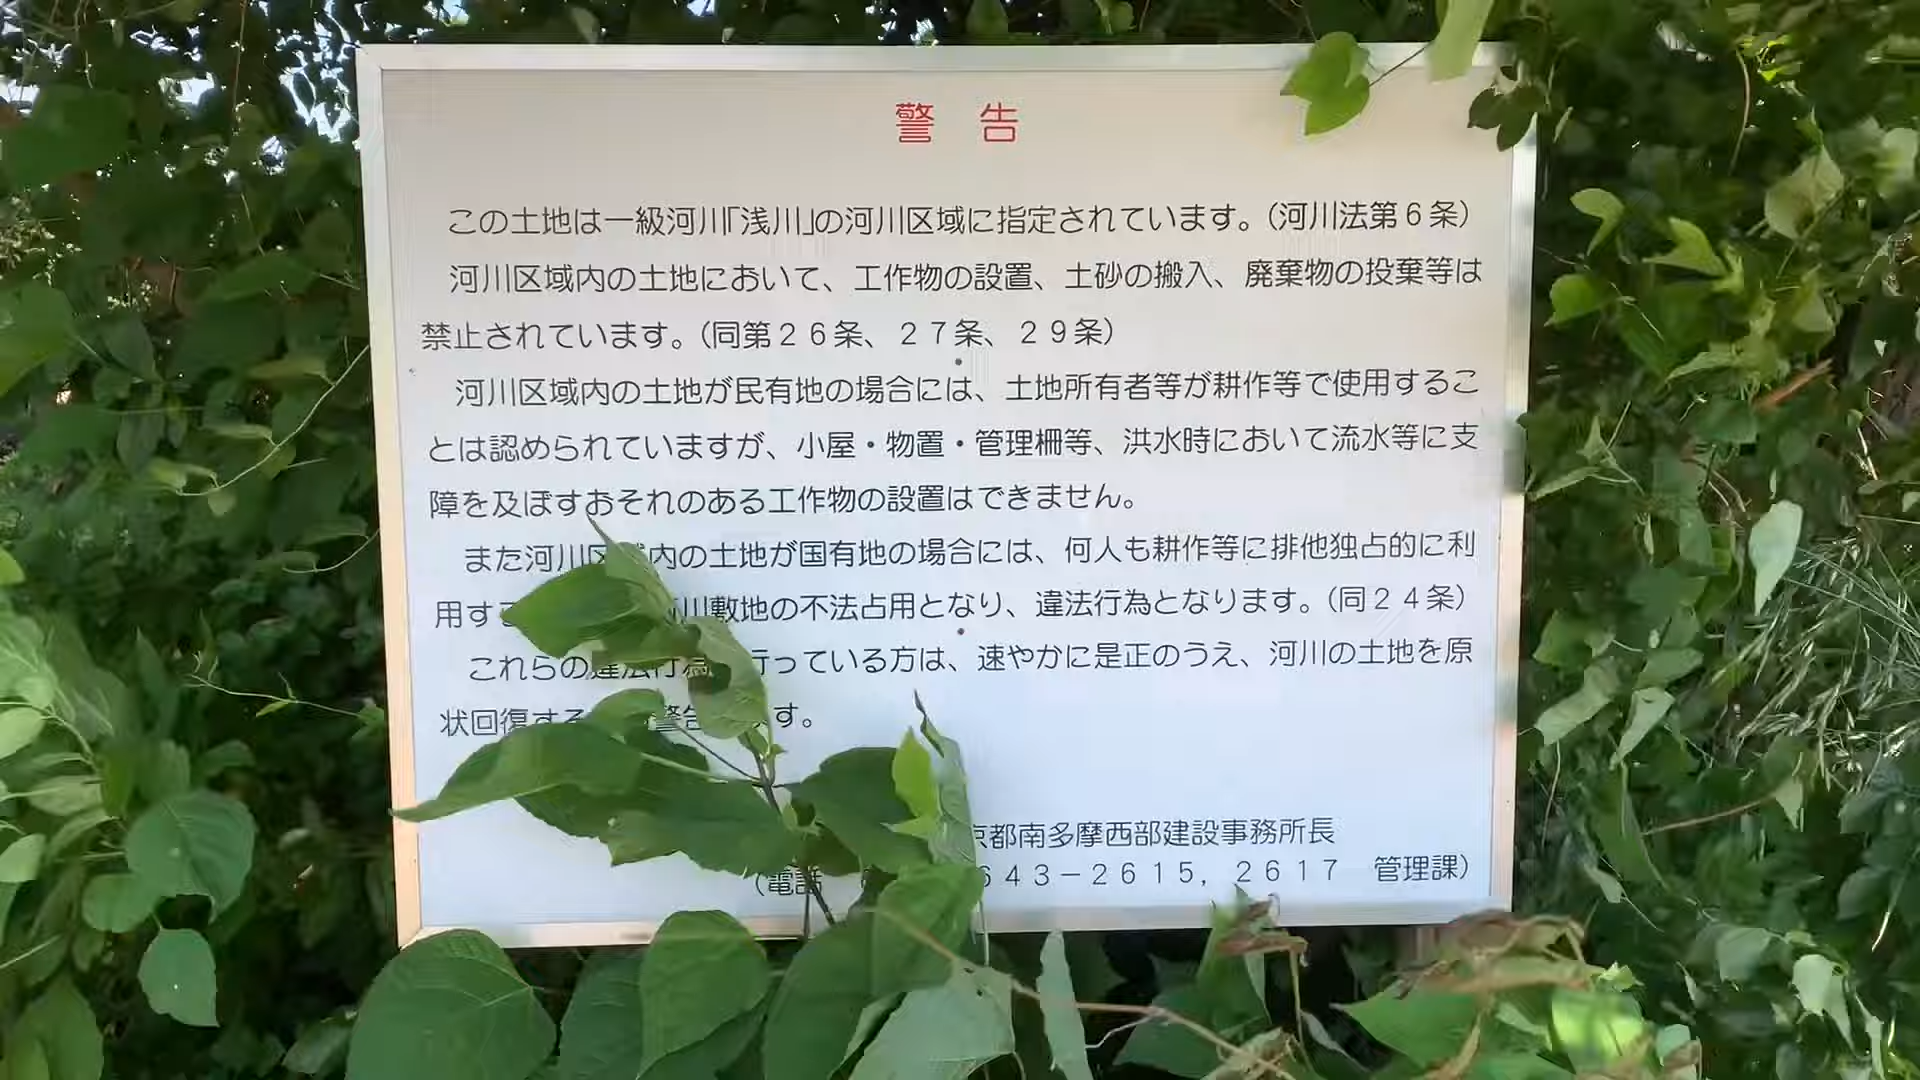 警 告
この土地は一級河川「浅川」の河川区域に指定されています。（河川法第６条）
河川区域内の土地において、工作物の設置、土砂の搬入、廃棄物の投棄等は
禁止されています。（同第２６条、２７条、２９条）
河川区域内の土地が民有地の場合には、土地所有者等が耕作等で使用するこ
とは認められていますが、小屋・物置・管理柵等、洪水時において流水等に支
障を及ぼすおそれのある工作物の設置はできません。
また河川区域内の土地が国有地の場合には、何人も耕作等に排他独占的に利
用する 河川敷地の不法占用となり、違法行為となります。（同２４条）
これらの違法行為 行っている方は、速やかに是正のうえ、河川の土地を原
状回復する 警告 ます。
京都南多摩西部建設事務所長
（電話 ６４３－２６１５，２６１７ 管理課）